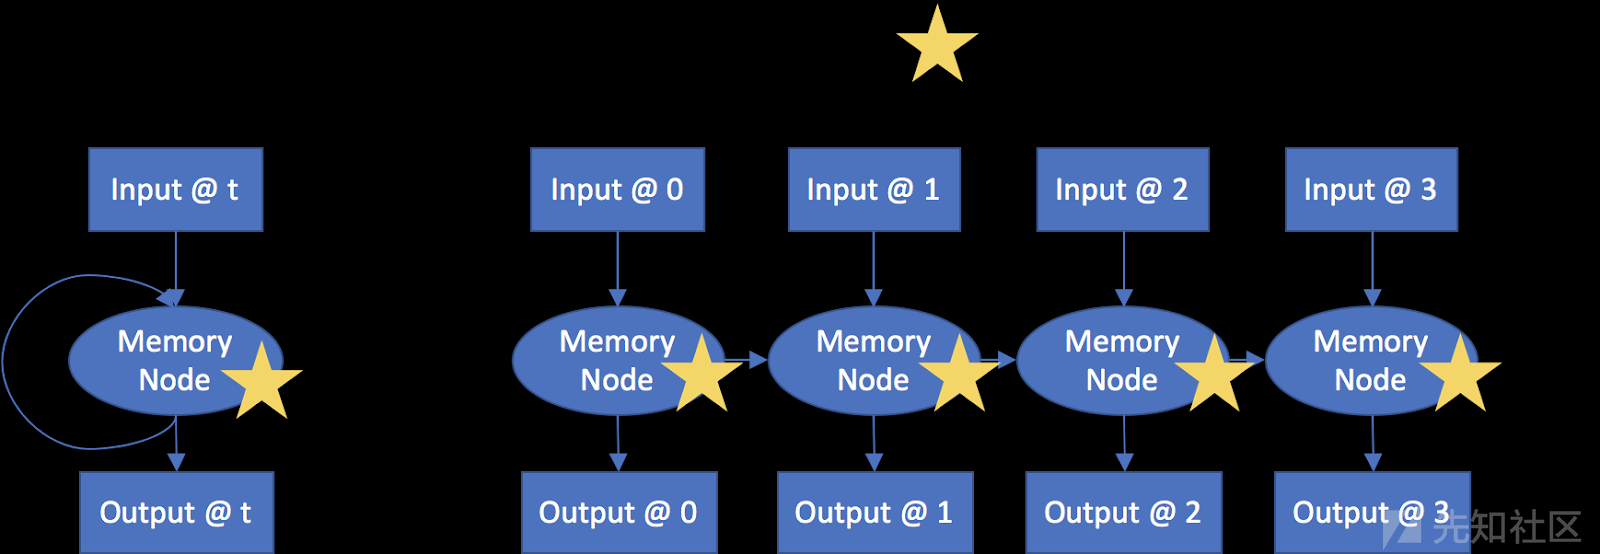 Input @ t
Input @ 0
Input @ 1
Input @ 2
Input @ 3
Memory
Node
Memory
Node
Memory
Node
Memory
Node
Memory
Node
Output @ t
Output @ 0
Output @ 1
Output @ 2
Output @ 3
先知社区